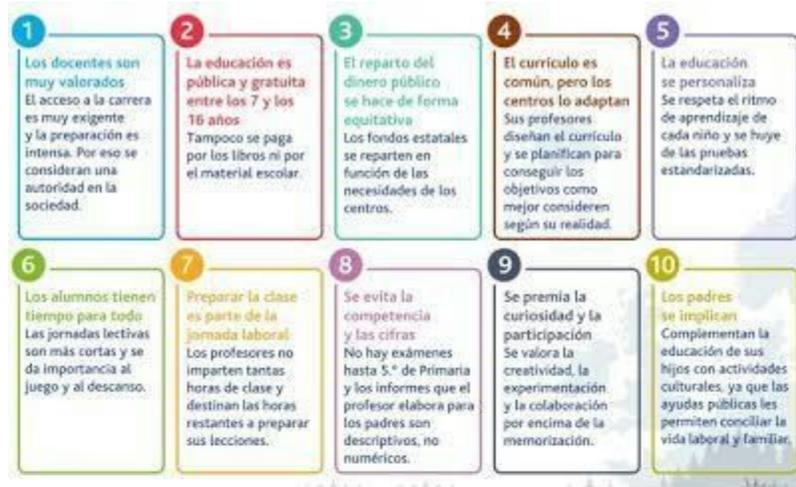 1
Los docentes son
muy valorados
El acceso a la carrera
es muy exigente
y la preparación es
intensa. Por eso se
consideran una
autoridad en la
sociedad.
2
La educación es
pública y gratuita
entre los 7 y los
16 años
Tampoco se paga
por los libros ni por
el material escolar.
3
El reparto del
dinero público
se hace de forma
equitativa
Los fondos estatales
se reparten en
función de las
necesidades de los
centros.
4
El currículo es
común, pero los
centros lo adaptan
Sus profesores
diseñan el currículo
y se planifican para
conseguir los
objetivos como
mejor consideren
según su realidad.
5
La educación
se personaliza
Se respeta el ritmo
de aprendizaje de
cada niño y se huye
de las pruebas
estandarizadas.
6
Los alumnos tienen
tiempo para todo
Las jornadas lectivas
son más cortas y se
da importancia al
juego y al descanso.
7
Preparar la clase
es parte de la
jornada laboral
Los profesores no
imparten tantas
horas de clase y
destinan las horas
restantes a preparar
sus lecciones.
8
Se evita la
competencia
y las cifras
No hay exámenes
hasta 5.º de Primaria
y los informes que el
profesor elabora para
los padres son
descriptivos, no
numéricos.
9
Se premia la
curiosidad y la
participación
Se valora la
creatividad, la
experimentación
y la colaboración
por encima de la
memorización.
10
Los padres
se implican
Complementan la
educación de sus
hijos con actividades
culturales, ya que las
ayudas públicas les
permiten conciliar la
vida laboral y familiar.